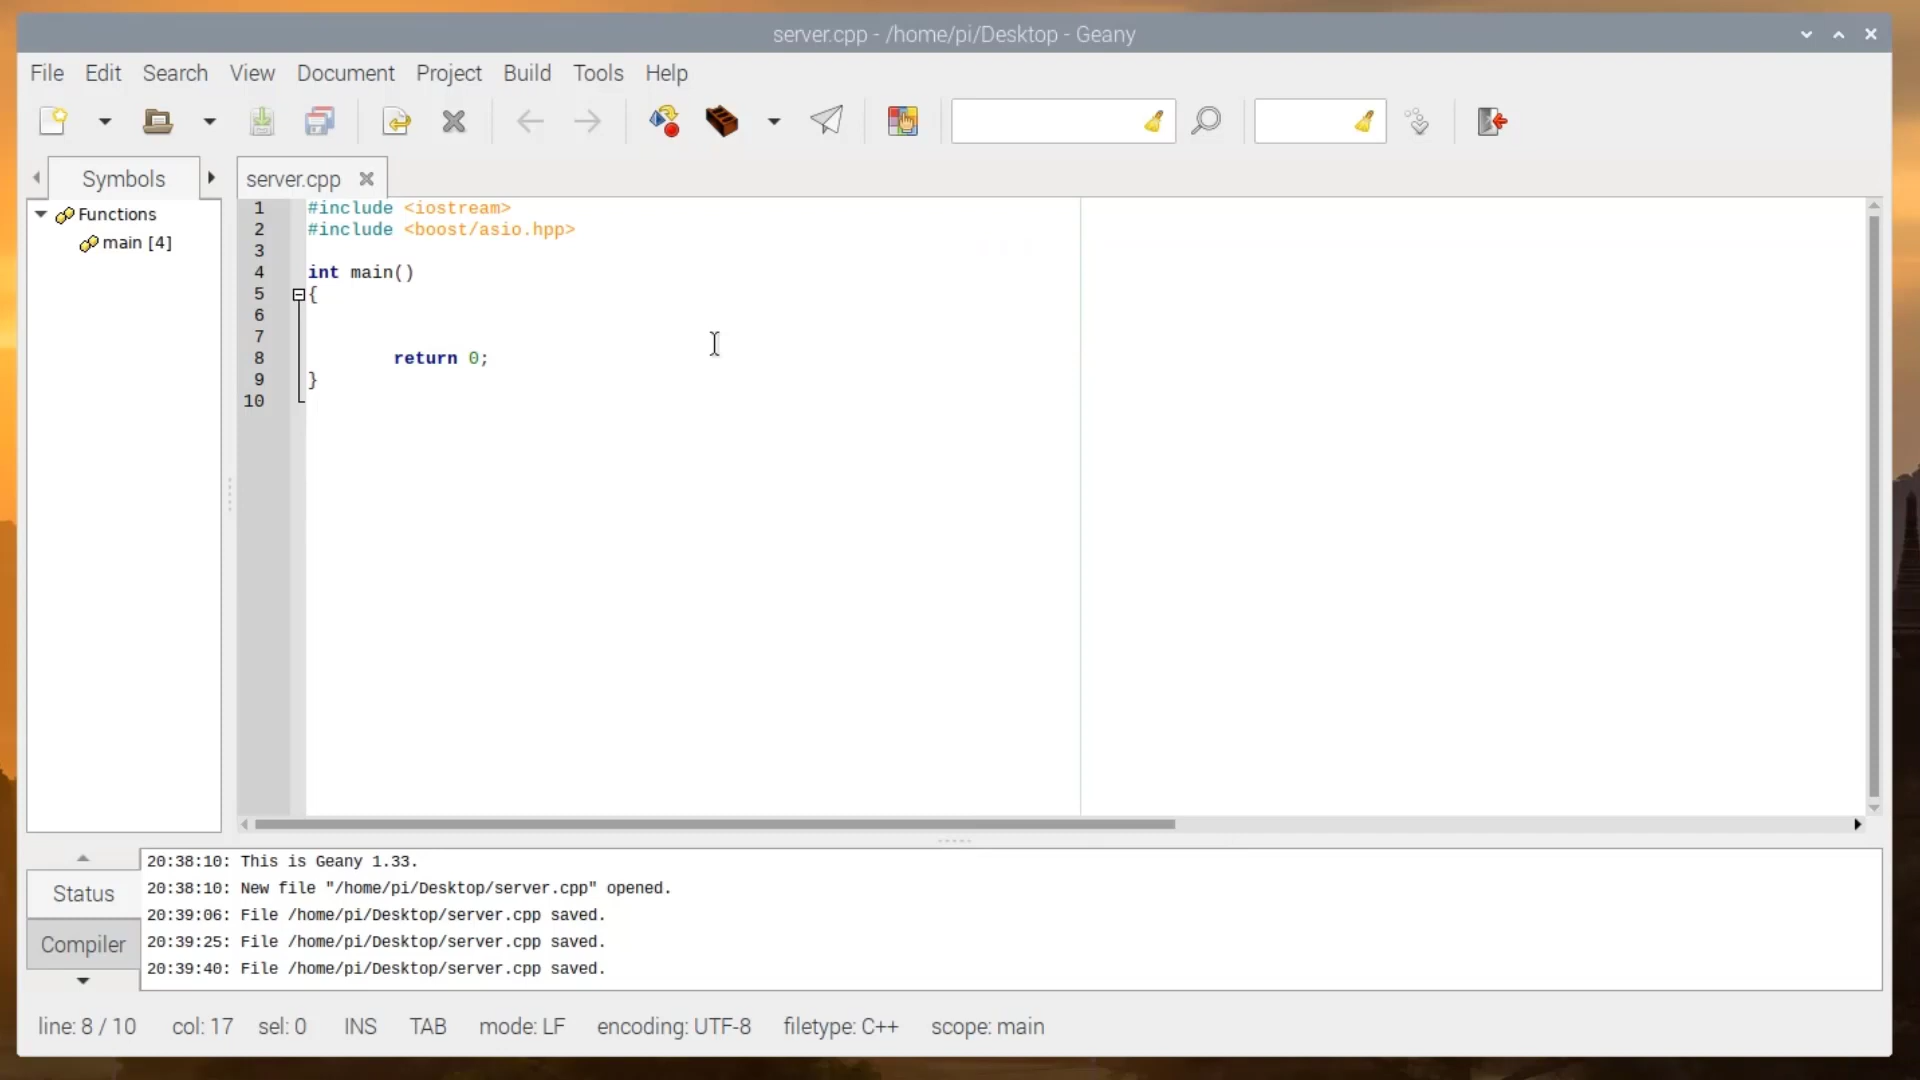 server.cpp - /home/pi/Desktop - Geany
File Edit Search View Document Project Build Tools Help
Symbols
server.cpp
Functions
main [4]
1 #include <iostream>
2 #include <boost/asio.hpp>
3
4 int main()
5 {
6
7
8 return 0;
9 }
10
20:38:10: This is Geany 1.33.
20:38:10: New file "/home/pi/Desktop/server.cpp" opened.
20:39:06: File /home/pi/Desktop/server.cpp saved.
20:39:25: File /home/pi/Desktop/server.cpp saved.
20:39:40: File /home/pi/Desktop/server.cpp saved.
Status
Compiler
line: 8 / 10 col: 17 sel: 0 INS TAB mode: LF encoding: UTF-8 filetype: C++ scope: main